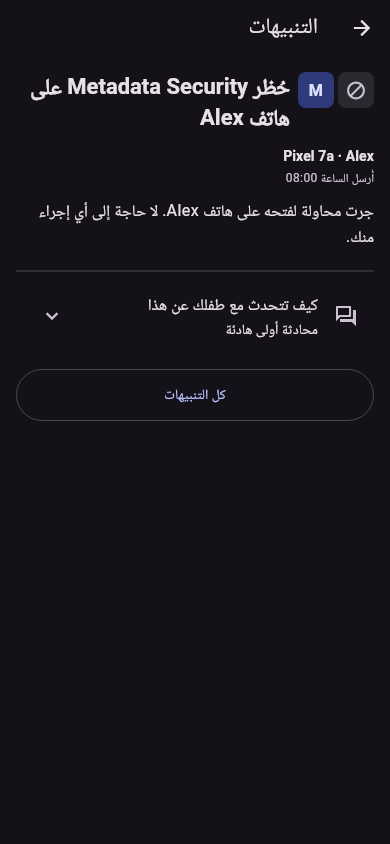 التنبيهات
M
حُظر Metadata Security على
هاتف Alex
Pixel 7a · Alex
أُرسل الساعة 08:00
جرت محاولة لفتحه على هاتف Alex. لا حاجة إلى أي إجراء
منك.
كيف تتحدث مع طفلك عن هذا
محادثة أولى هادئة
كل التنبيهات